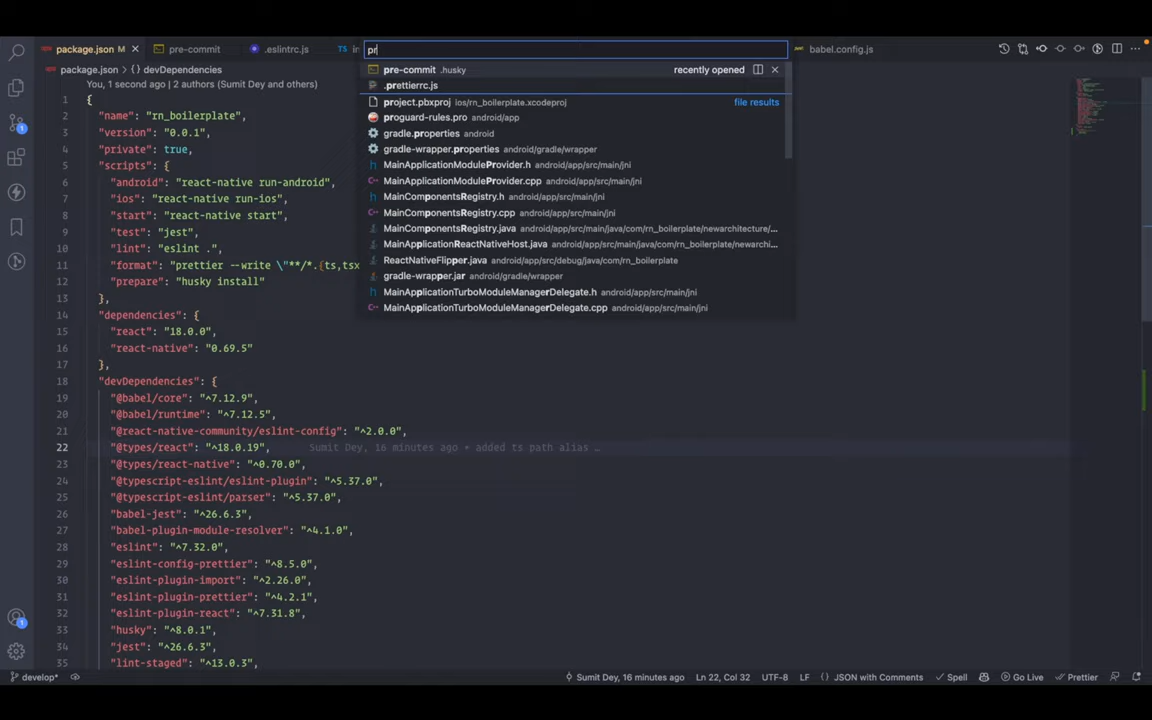 package.json M
pre-commit
.eslintrc.js
TS in
pr
babel.config.js
package.json > {} devDependencies
pre-commit .husky
recently opened
You, 1 second ago | 2 authors (Sumit Dey and others)
.prettierrc.js
1 {
project.pbxproj ios/rn_boilerplate.xcodeproj
file results
2 "name": "rn_boilerplate",
proguard-rules.pro android/app
3 "version": "0.0.1",
gradle.properties android
4 "private": true,
gradle-wrapper.properties android/gradle/wrapper
5 "scripts": {
MainApplicationModuleProvider.h android/app/src/main/jni
6 "android": "react-native run-android",
MainApplicationModuleProvider.cpp android/app/src/main/jni
7 "ios": "react-native run-ios",
MainComponentsRegistry.h android/app/src/main/jni
8 "start": "react-native start",
MainComponentsRegistry.cpp android/app/src/main/jni
9 "test": "jest",
MainComponentsRegistry.java android/app/src/main/java/com/rn_boilerplate/newarchitecture/...
10 "lint": "eslint .",
MainApplicationReactNativeHost.java android/app/src/main/java/com/rn_boilerplate/newarchi...
11 "format": "prettier --write \"**/*.{ts,tsx
ReactNativeFlipper.java android/app/src/debug/java/com/rn_boilerplate
12 "prepare": "husky install"
gradle-wrapper.jar android/gradle/wrapper
13 },
MainApplicationTurboModuleManagerDelegate.h android/app/src/main/jni
14 "dependencies": {
MainApplicationTurboModuleManagerDelegate.cpp android/app/src/main/jni
15 "react": "18.0.0",
16 "react-native": "0.69.5"
17 },
18 "devDependencies": {
19 "@babel/core": "^7.12.9",
20 "@babel/runtime": "^7.12.5",
21 "@react-native-community/eslint-config": "^2.0.0",
22 "@types/react": "^18.0.19", Sumit Dey, 16 minutes ago • added ts path alias …
23 "@types/react-native": "^0.70.0",
24 "@typescript-eslint/eslint-plugin": "^5.37.0",
25 "@typescript-eslint/parser": "^5.37.0",
26 "babel-jest": "^26.6.3",
27 "babel-plugin-module-resolver": "^4.1.0",
28 "eslint": "^7.32.0",
29 "eslint-config-prettier": "^8.5.0",
30 "eslint-plugin-import": "^2.26.0",
31 "eslint-plugin-prettier": "^4.2.1",
32 "eslint-plugin-react": "^7.31.8",
33 "husky": "^8.0.1",
34 "jest": "^26.6.3",
35 "lint-staged": "^13.0.3",
1
1
develop*
Sumit Dey, 16 minutes ago
Ln 22, Col 32
UTF-8
LF
{} JSON with Comments
Spell
Go Live
Prettier